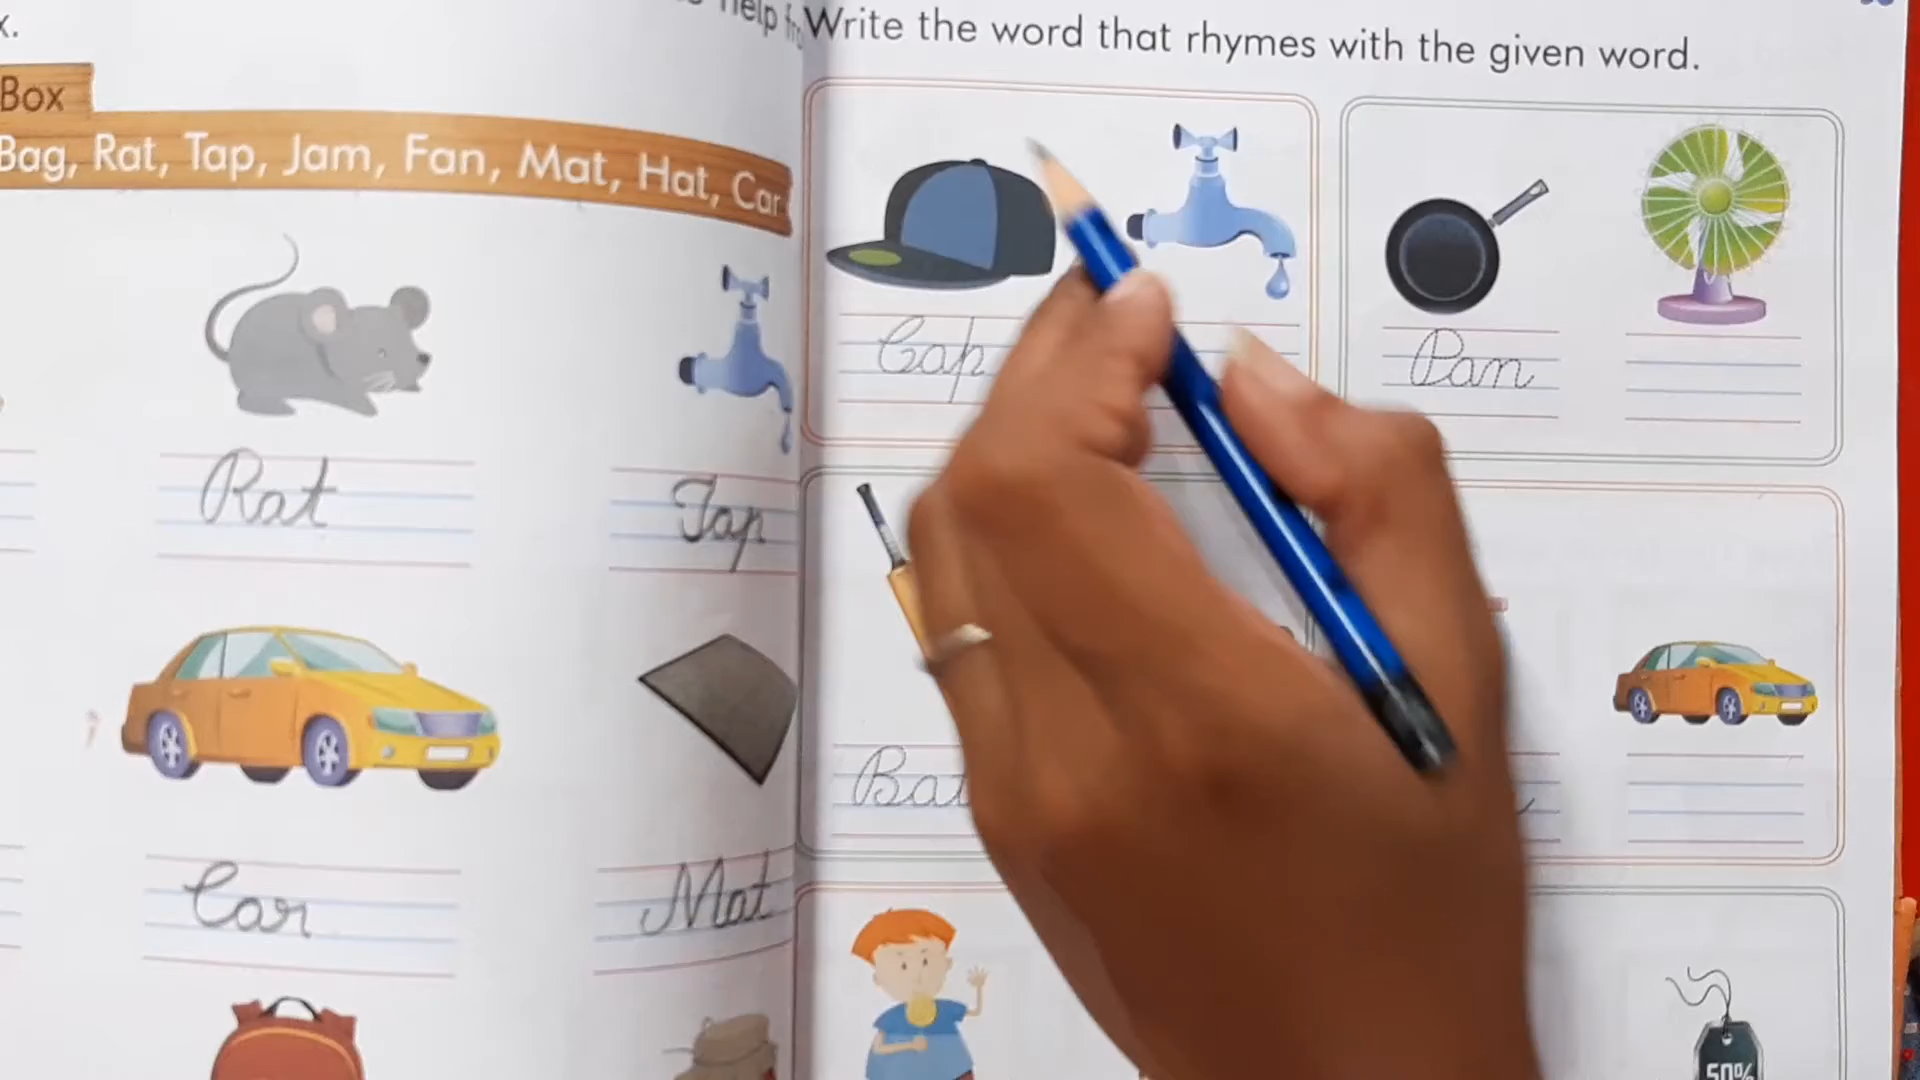 x.
Box
Bag, Rat, Tap, Jam, Fan, Mat, Hat, Car
Rat
Tap
Car
Mat
help
Write the word that rhymes with the given word.
Cap
Pan
Bat
50%